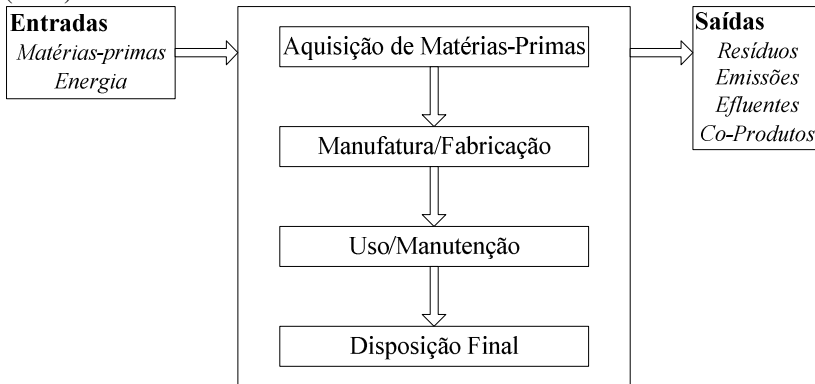 Entradas
Matérias-primas
Energia
Aquisição de Matérias-Primas
Manufatura/Fabricação
Uso/Manutenção
Disposição Final
Saídas
Resíduos
Emissões
Efluentes
Co-Produtos